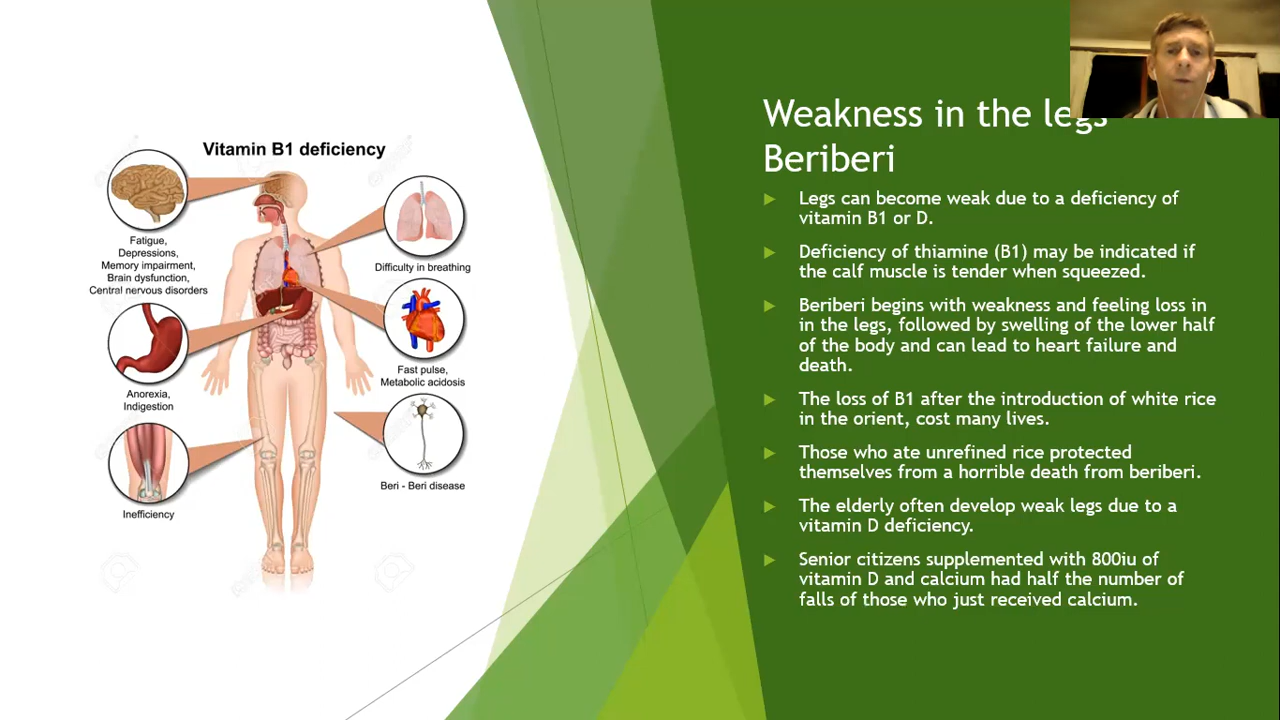 Weakness in the legs
Beriberi
Vitamin B1 deficiency
Fatigue,
Depressions,
Memory impairment,
Brain dysfunction,
Central nervous disorders
Difficulty in breathing
Anorexia,
Indigestion
Fast pulse,
Metabolic acidosis
Inefficiency
Beri - Beri disease
Legs can become weak due to a deficiency of
vitamin B1 or D.
Deficiency of thiamine (B1) may be indicated if
the calf muscle is tender when squeezed.
Beriberi begins with weakness and feeling loss in
in the legs, followed by swelling of the lower half
of the body and can lead to heart failure and
death.
The loss of B1 after the introduction of white rice
in the orient, cost many lives.
Those who ate unrefined rice protected
themselves from a horrible death from beriberi.
The elderly often develop weak legs due to a
vitamin D deficiency.
Senior citizens supplemented with 800iu of
vitamin D and calcium had half the number of
falls of those who just received calcium.